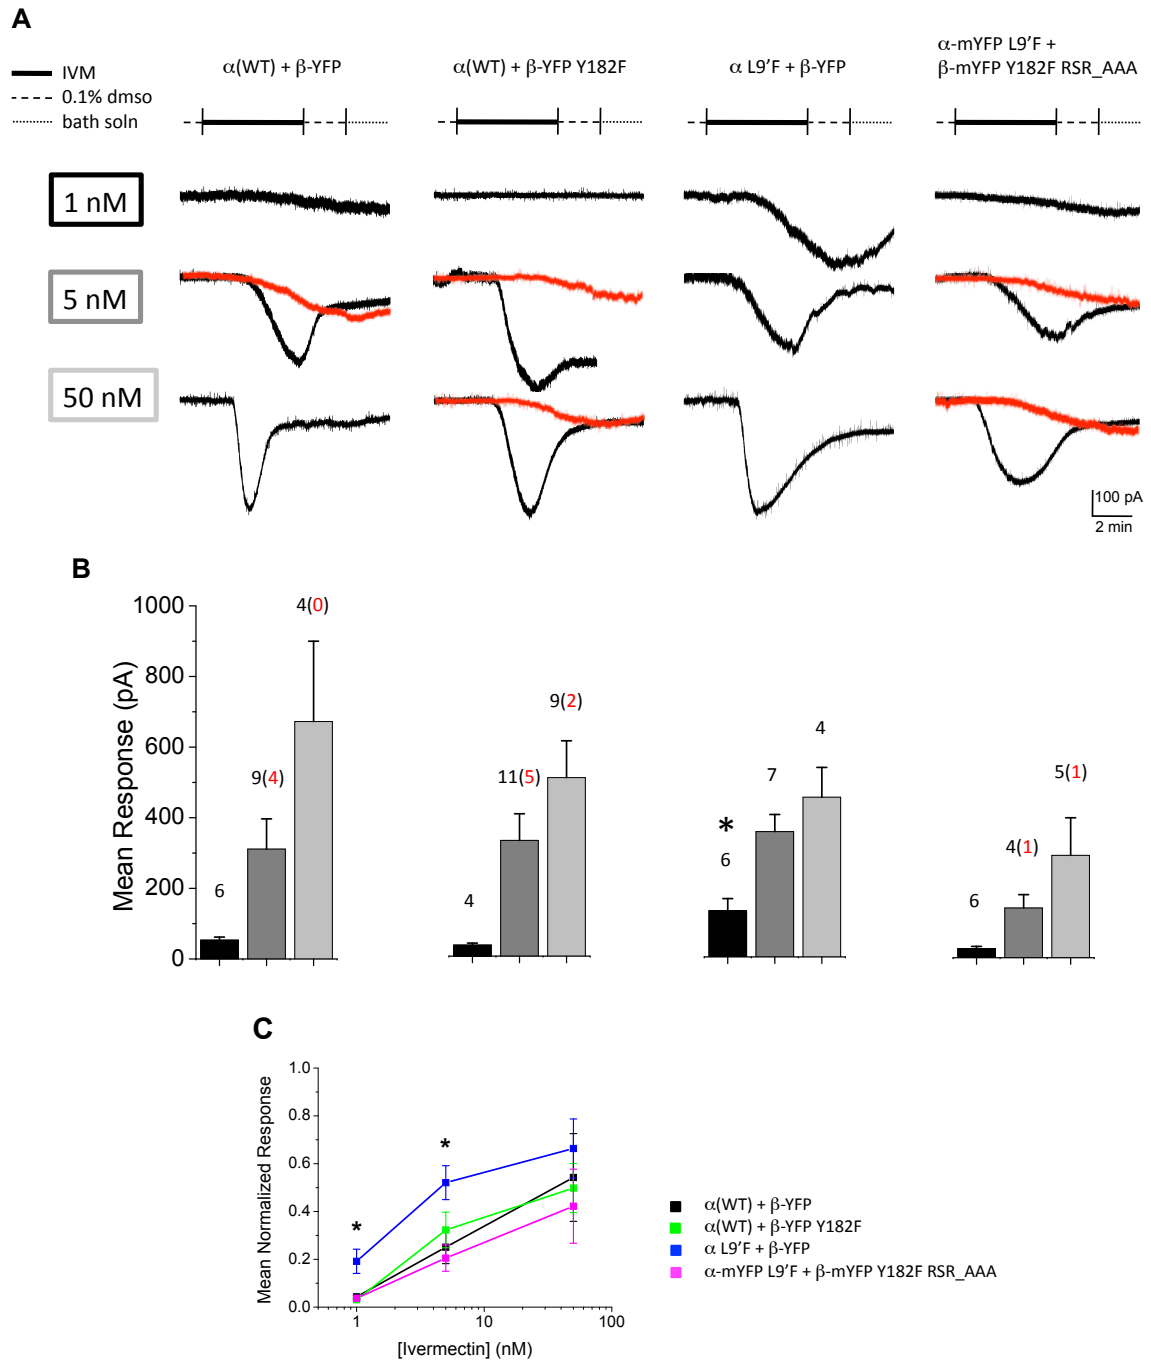 A
IVM
0.1% dmso
bath soln
α(WT) + β-YFP
α(WT) + β-YFP Y182F
α L9'F + β-YFP
α-mYFP L9'F +
β-mYFP Y182F RSR_AAA
1 nM
5 nM
50 nM
100 pA
2 min
B
Mean Response (pA)
1000
800
600
400
200
0
6
9(4)
4(0)
4
11(5)
9(2)
*
6
7
4
6
4(1)
5(1)
C
Mean Normalized Response
1.0
0.8
0.6
0.4
0.2
0.0
*
*
1
10
100
[Ivermectin] (nM)
α(WT) + β-YFP
α(WT) + β-YFP Y182F
α L9'F + β-YFP
α-mYFP L9'F + β-mYFP Y182F RSR_AAA